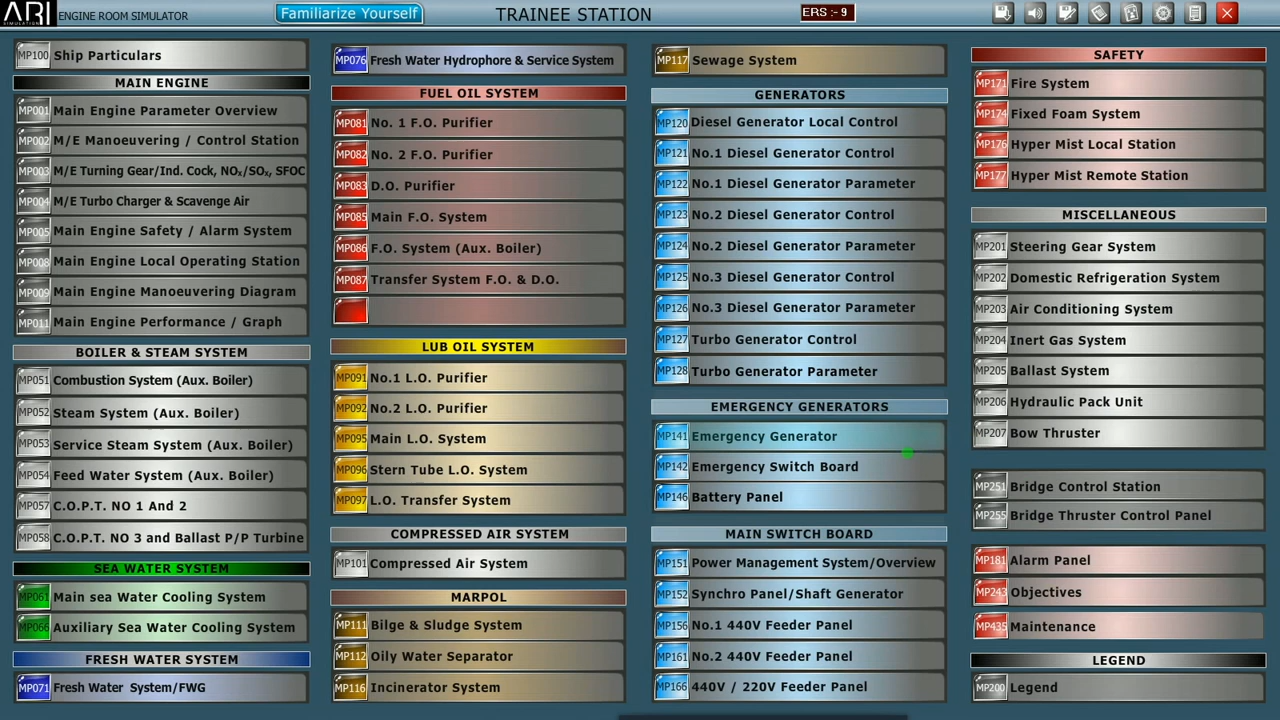 ARI
SIMULATION
ENGINE ROOM SIMULATOR
Familiarize Yourself
TRAINEE STATION
ERS :- 9
MP100 Ship Particulars
MAIN ENGINE
MP001 Main Engine Parameter Overview
MP002 M/E Manoeuvering / Control Station
MP003 M/E Turning Gear/Ind. Cock, NOₓ/SOₓ, SFOC
MP004 M/E Turbo Charger & Scavenge Air
MP005 Main Engine Safety / Alarm System
MP008 Main Engine Local Operating Station
MP009 Main Engine Manoeuvering Diagram
MP011 Main Engine Performance / Graph
BOILER & STEAM SYSTEM
MP051 Combustion System (Aux. Boiler)
MP052 Steam System (Aux. Boiler)
MP053 Service Steam System (Aux. Boiler)
MP054 Feed Water System (Aux. Boiler)
MP057 C.O.P.T. NO 1 And 2
MP058 C.O.P.T. NO 3 and Ballast P/P Turbine
SEA WATER SYSTEM
MP061 Main sea Water Cooling System
MP066 Auxiliary Sea Water Cooling System
FRESH WATER SYSTEM
MP071 Fresh Water System/FWG
MP076 Fresh Water Hydrophore & Service System
FUEL OIL SYSTEM
MP081 No. 1 F.O. Purifier
MP082 No. 2 F.O. Purifier
MP083 D.O. Purifier
MP085 Main F.O. System
MP086 F.O. System (Aux. Boiler)
MP087 Transfer System F.O. & D.O.
LUB OIL SYSTEM
MP091 No.1 L.O. Purifier
MP092 No.2 L.O. Purifier
MP095 Main L.O. System
MP096 Stern Tube L.O. System
MP097 L.O. Transfer System
COMPRESSED AIR SYSTEM
MP101 Compressed Air System
MARPOL
MP111 Bilge & Sludge System
MP112 Oily Water Separator
MP116 Incinerator System
MP117 Sewage System
GENERATORS
MP120 Diesel Generator Local Control
MP121 No.1 Diesel Generator Control
MP122 No.1 Diesel Generator Parameter
MP123 No.2 Diesel Generator Control
MP124 No.2 Diesel Generator Parameter
MP125 No.3 Diesel Generator Control
MP126 No.3 Diesel Generator Parameter
MP127 Turbo Generator Control
MP128 Turbo Generator Parameter
EMERGENCY GENERATORS
MP141 Emergency Generator
MP142 Emergency Switch Board
MP146 Battery Panel
MAIN SWITCH BOARD
MP151 Power Management System/Overview
MP152 Synchro Panel/Shaft Generator
MP156 No.1 440V Feeder Panel
MP161 No.2 440V Feeder Panel
MP166 440V / 220V Feeder Panel
SAFETY
MP171 Fire System
MP174 Fixed Foam System
MP176 Hyper Mist Local Station
MP177 Hyper Mist Remote Station
MISCELLANEOUS
MP201 Steering Gear System
MP202 Domestic Refrigeration System
MP203 Air Conditioning System
MP204 Inert Gas System
MP205 Ballast System
MP206 Hydraulic Pack Unit
MP207 Bow Thruster
MP251 Bridge Control Station
MP255 Bridge Thruster Control Panel
MP181 Alarm Panel
MP243 Objectives
MP435 Maintenance
LEGEND
MP200 Legend